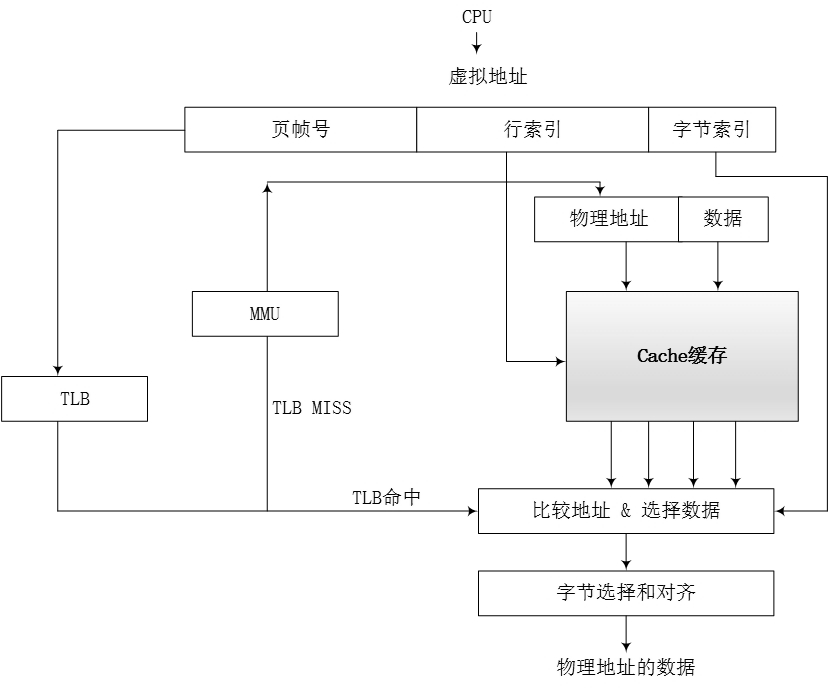 CPU
虚拟地址
页帧号
行索引
字节索引
物理地址
数据
MMU
Cache缓存
TLB
TLB MISS
TLB命中
比较地址 & 选择数据
字节选择和对齐
物理地址的数据